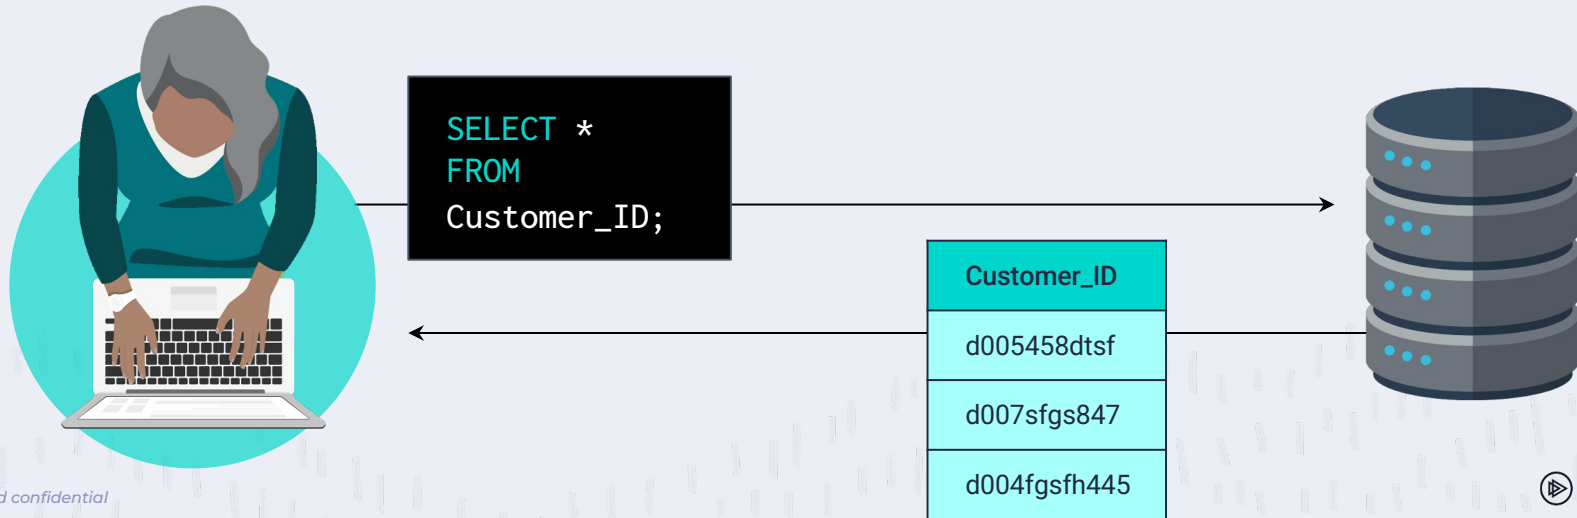 SELECT *
FROM
Customer_ID;
Customer_ID
d005458dtsf
d007sfgs847
d004fgsfh445
confidential